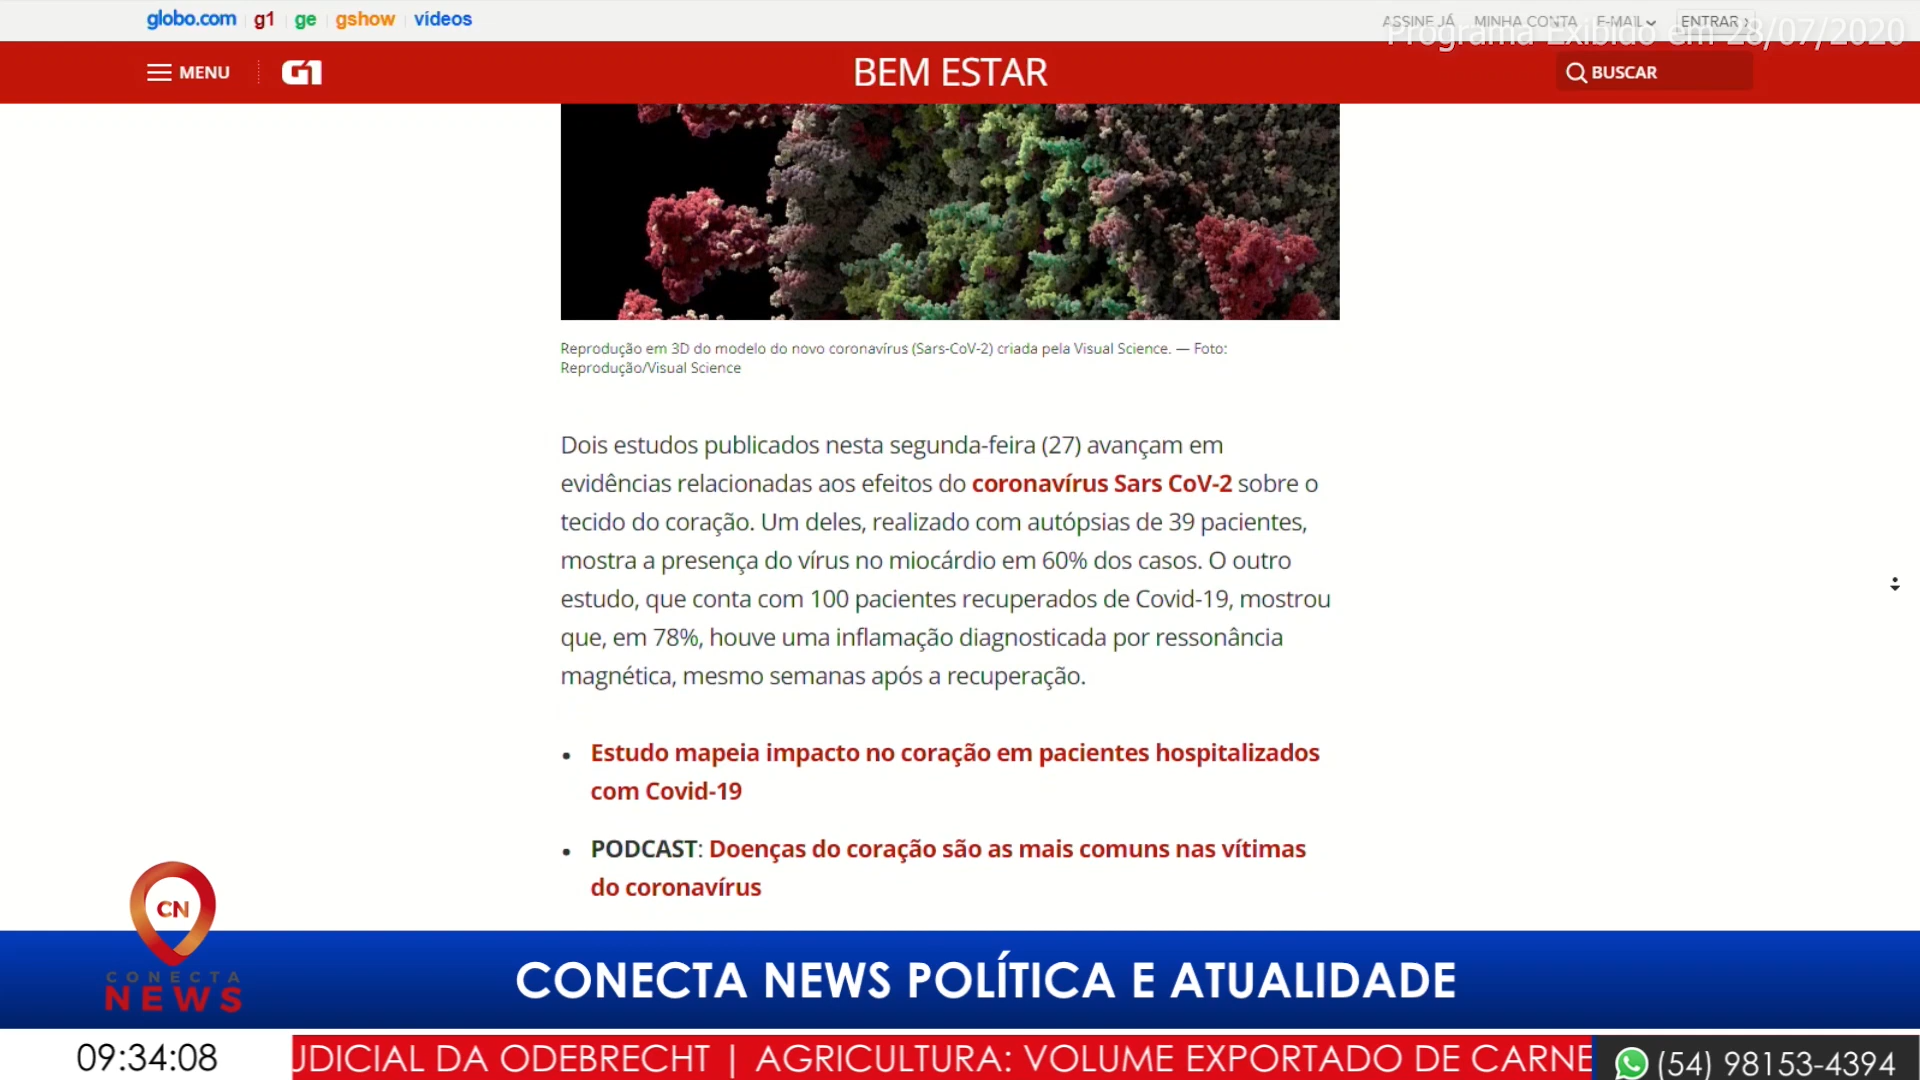 globo.com g1 ge gshow vídeos
ASSINE JÁ MINHA CONTA E-MAIL ENTRAR ›
Programa Exibido em 28/07/2020
MENU G1 BEM ESTAR BUSCAR
Reprodução em 3D do modelo do novo coronavírus (Sars-CoV-2) criada pela Visual Science. — Foto:
Reprodução/Visual Science
Dois estudos publicados nesta segunda-feira (27) avançam em
evidências relacionadas aos efeitos do coronavírus Sars CoV-2 sobre o
tecido do coração. Um deles, realizado com autópsias de 39 pacientes,
mostra a presença do vírus no miocárdio em 60% dos casos. O outro
estudo, que conta com 100 pacientes recuperados de Covid-19, mostrou
que, em 78%, houve uma inflamação diagnosticada por ressonância
magnética, mesmo semanas após a recuperação.
• Estudo mapeia impacto no coração em pacientes hospitalizados
com Covid-19
• PODCAST: Doenças do coração são as mais comuns nas vítimas
do coronavírus
CN
CONECTA
NEWS
CONECTA NEWS POLÍTICA E ATUALIDADE
09:34:08
UDICIAL DA ODEBRECHT | AGRICULTURA: VOLUME EXPORTADO DE CARNE
(54) 98153-4394